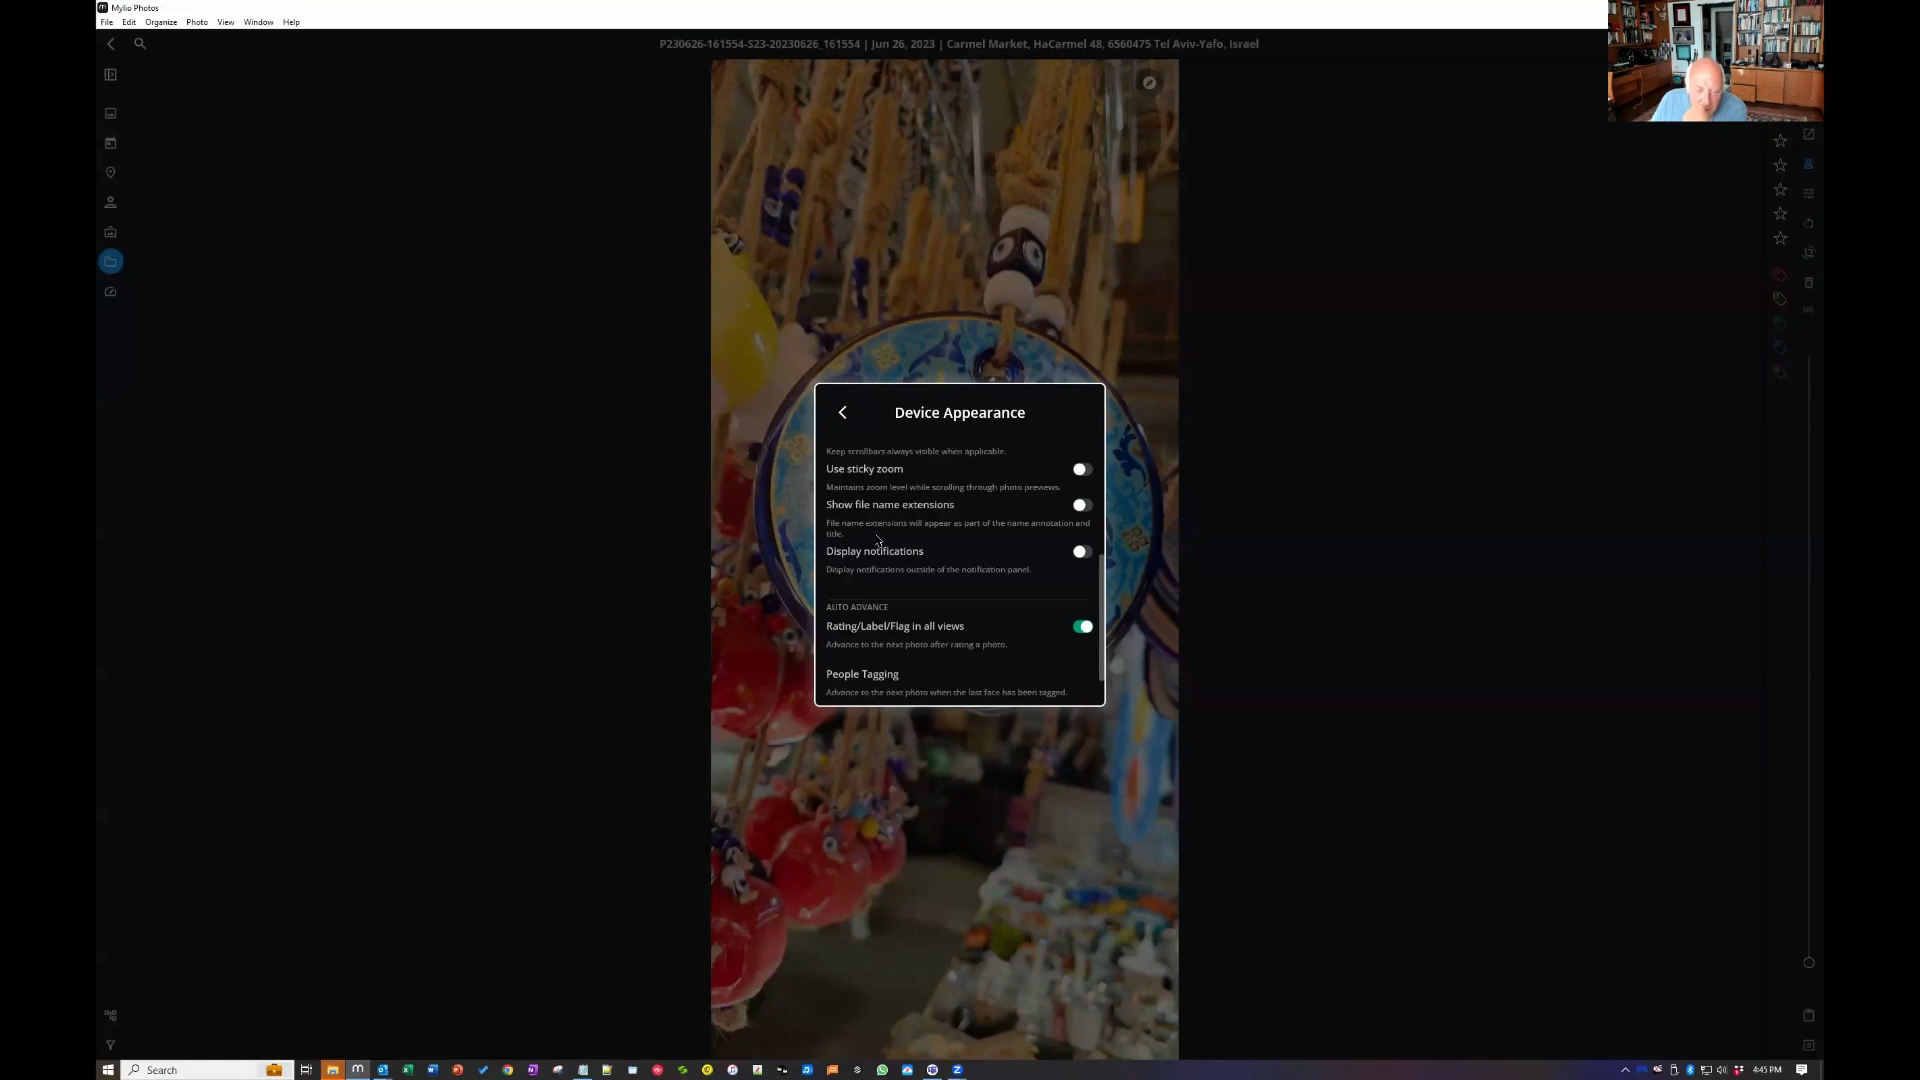 Mylio Photos
File Edit Organize Photo View Window Help
P230626-161554-S23-20230626_161554 | Jun 26, 2023 | Carmel Market, HaCarmel 48, 6560475 Tel Aviv-Yafo, Israel
Device Appearance
Keep scrollbars always visible when applicable.
Use sticky zoom
Maintains zoom level while scrolling through photo previews.
Show file name extensions
File name extensions will appear as part of the name annotation and
title.
Display notifications
Display notifications outside of the notification panel.
AUTO ADVANCE
Rating/Label/Flag in all views
Advance to the next photo after rating a photo.
People Tagging
Advance to the next photo when the last face has been tagged.
Search
4:45 PM